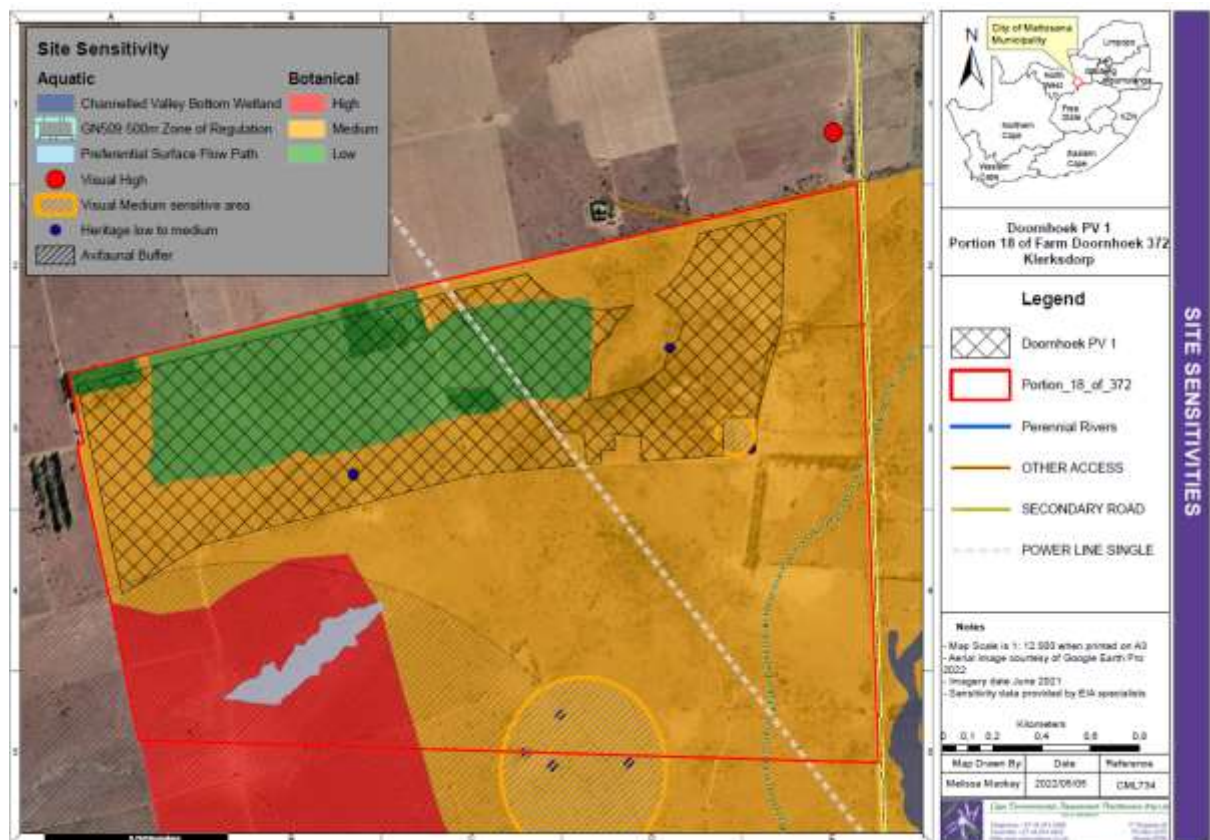 A B C D E
1
2
3
4
5
Site Sensitivity
Aquatic
Channelled Valley Bottom Wetland
GN509 500m Zone of Regulation
Preferential Surface Flow Path
Visual High
Visual Medium sensitive area
Heritage low to medium
Avifaunal Buffer
Botanical
High
Medium
Low
N
City of Matlosana
Municipality
Limpopo
North
West
Free
State
KZN
Northern
Cape
Eastern
Cape
Western
Cape
Doornhoek PV 1
Portion 18 of Farm Doornhoek 372
Klerksdorp
Legend
Doornhoek PV 1
Portion_18_of_372
Perennial Rivers
OTHER ACCESS
SECONDARY ROAD
POWER LINE SINGLE
Notes
- Map Scale is 1: 12 500 when printed on A3
- Aerial image courtesy of Google Earth Pro
2022
- Imagery date June 2021
- Sensitivity data provided by EIA specialists
Kilometers
0 0,1 0,2 0,4 0,6 0,8
Map Drawn By Date Reference
Melissa Mackay 2022/05/05 CML734
SITE SENSITIVITIES